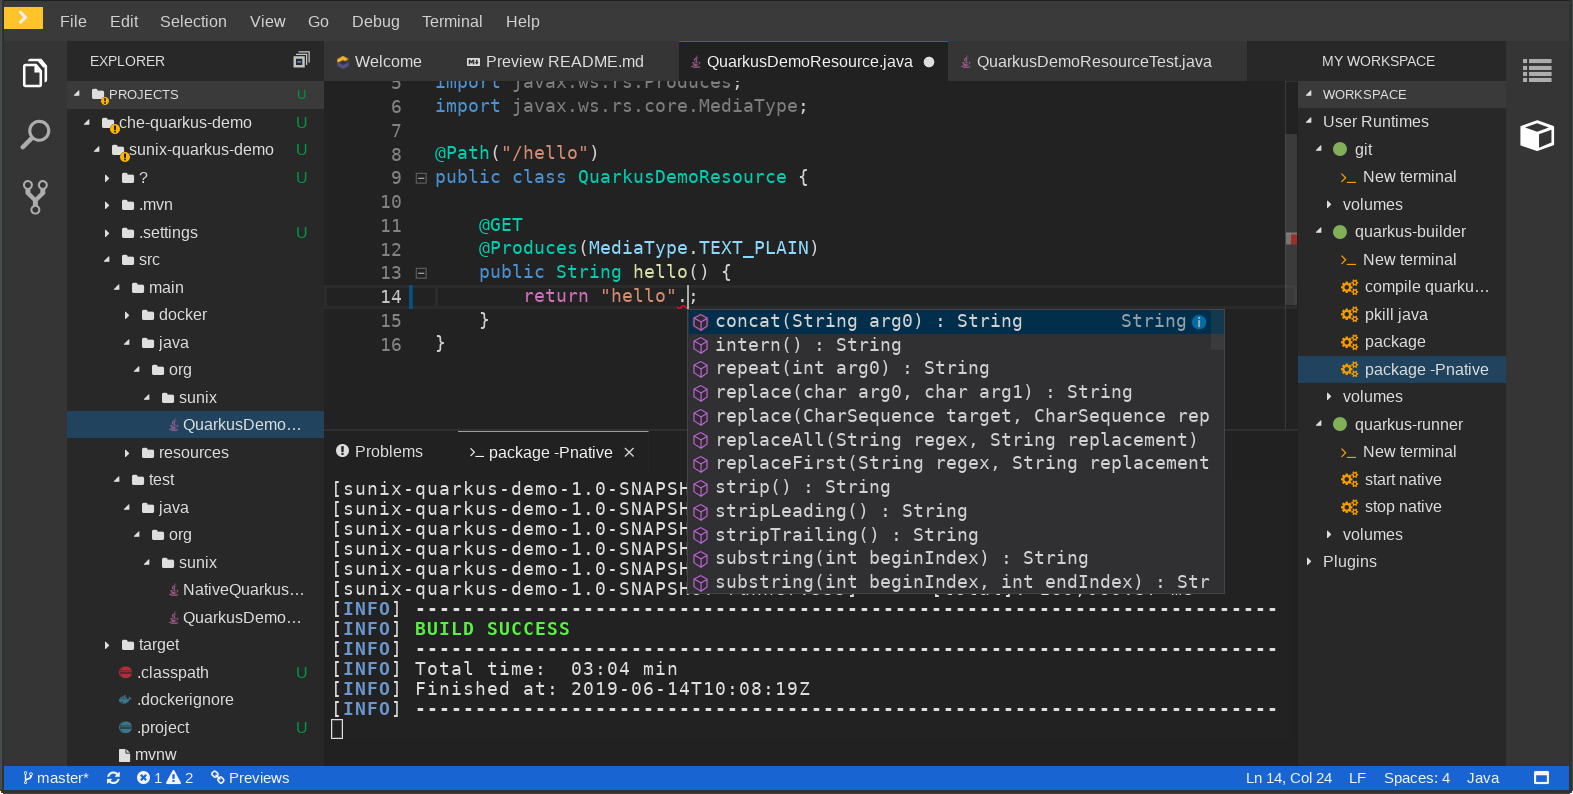 File Edit Selection View Go Debug Terminal Help
EXPLORER
PROJECTS U
che-quarkus-demo U
sunix-quarkus-demo U
? U
.mvn
.settings U
src
main
docker
java
org
sunix
QuarkusDemo…
resources
test
java
org
sunix
NativeQuarkus…
QuarkusDemo…
target
.classpath U
.dockerignore
.project U
mvnw
Welcome Preview README.md QuarkusDemoResource.java QuarkusDemoResourceTest.java
5 import javax.ws.rs.Produces;
6 import javax.ws.rs.core.MediaType;
7
8 @Path("/hello")
9 public class QuarkusDemoResource {
10
11 @GET
12 @Produces(MediaType.TEXT_PLAIN)
13 public String hello() {
14 return "hello".;
15 }
16 }
concat(String arg0) : String String
intern() : String
repeat(int arg0) : String
replace(char arg0, char arg1) : String
replace(CharSequence target, CharSequence rep
replaceAll(String regex, String replacement)
replaceFirst(String regex, String replacement
strip() : String
stripLeading() : String
stripTrailing() : String
substring(int beginIndex) : String
substring(int beginIndex, int endIndex) : Str
Problems package -Pnative
[sunix-quarkus-demo-1.0-SNAPSH
[sunix-quarkus-demo-1.0-SNAPSH
[sunix-quarkus-demo-1.0-SNAPSH
[sunix-quarkus-demo-1.0-SNAPSH
[sunix-quarkus-demo-1.0-SNAPSH
[sunix-quarkus-demo-1.0-SNAPSH
[INFO] ------------------------------------------------------------------------
[INFO] BUILD SUCCESS
[INFO] ------------------------------------------------------------------------
[INFO] Total time: 03:04 min
[INFO] Finished at: 2019-06-14T10:08:19Z
[INFO] ------------------------------------------------------------------------
MY WORKSPACE
WORKSPACE
User Runtimes
git
New terminal
volumes
quarkus-builder
New terminal
compile quarku…
pkill java
package
package -Pnative
volumes
quarkus-runner
New terminal
start native
stop native
volumes
Plugins
master* 1 2 Previews Ln 14, Col 24 LF Spaces: 4 Java